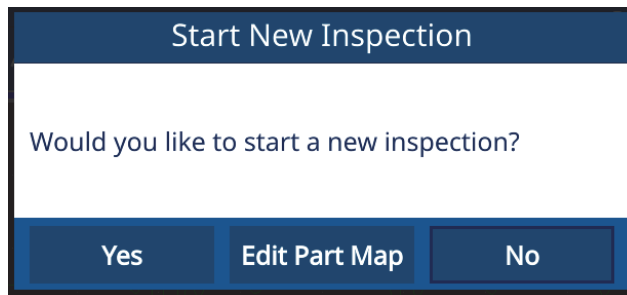 Start New Inspection
Would you like to start a new inspection?
Yes Edit Part Map No